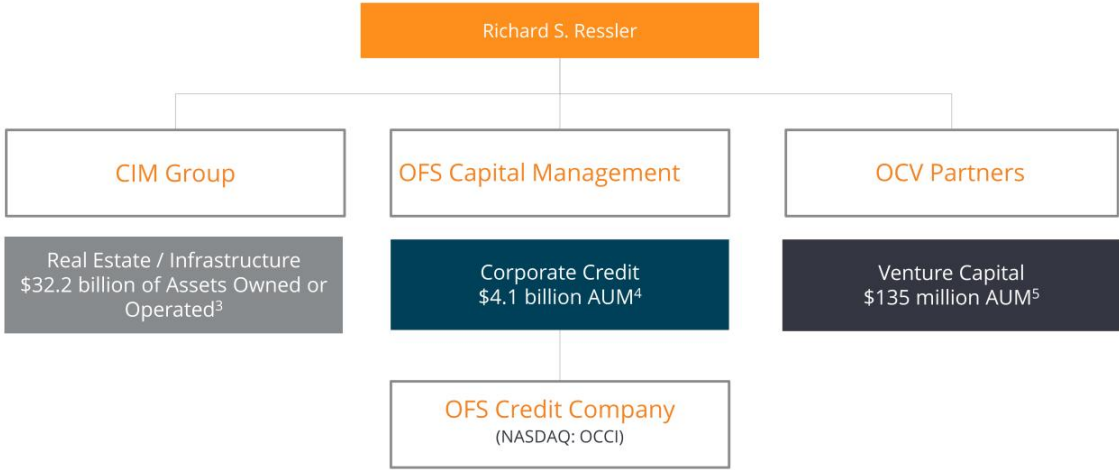 Richard S. Ressler
CIM Group
OFS Capital Management
OCV Partners
Real Estate / Infrastructure
$32.2 billion of Assets Owned or
Operated³
Corporate Credit
$4.1 billion AUM⁴
Venture Capital
$135 million AUM⁵
OFS Credit Company
(NASDAQ: OCCI)